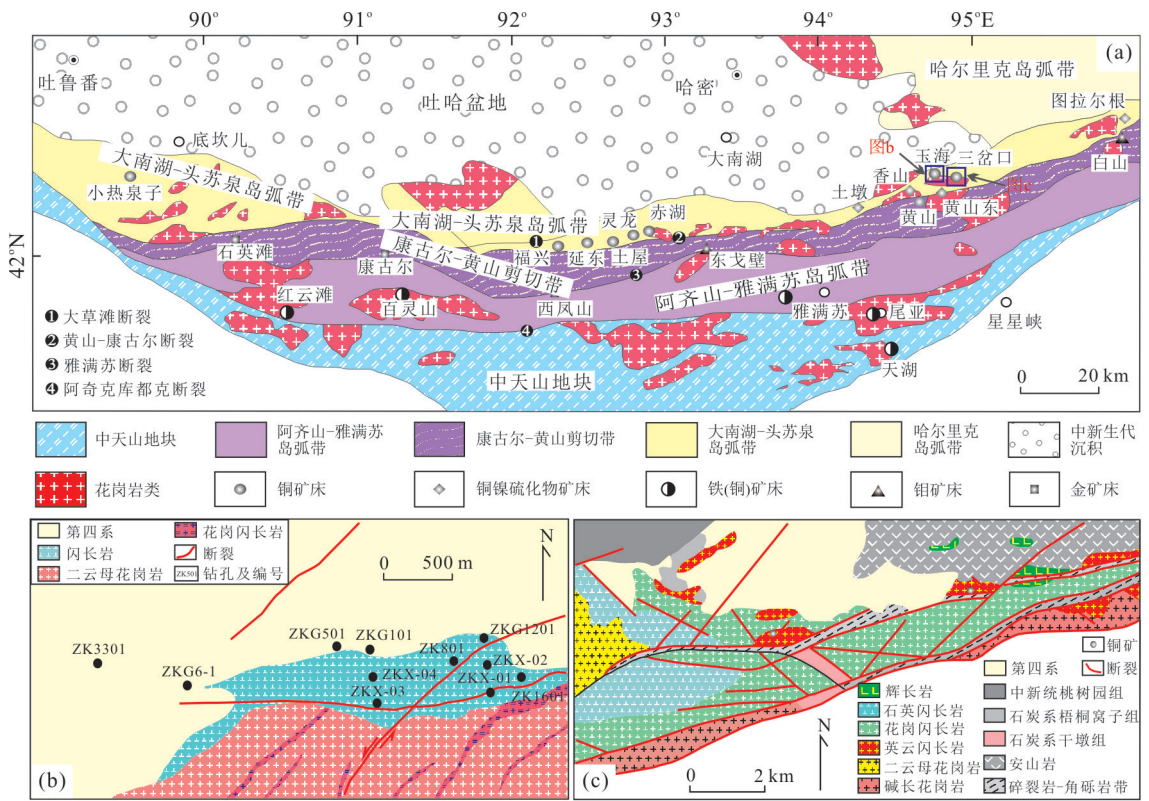 90° 91° 92° 93° 94° 95°E
(a)
42°N
吐鲁番
哈密
哈尔里克岛弧带
吐哈盆地
图拉尔根
底坎儿
大南湖
图b
玉海
三岔口
白山
大南湖-头苏泉岛弧带
小热泉子
香山
图c
土墩
黄山
黄山东
大南湖-头苏泉岛弧带
灵龙
赤湖
石英滩
康古尔
康古尔-黄山剪切带
福兴
延东
土屋
东戈壁
阿齐山-雅满苏岛弧带
红云滩
百灵山
西凤山
雅满苏
尾亚
星星峡
天湖
中天山地块
❶ 大草滩断裂
❷ 黄山-康古尔断裂
❸ 雅满苏断裂
❹ 阿奇克库都克断裂
0 20 km
中天山地块
阿齐山-雅满苏岛弧带
康古尔-黄山剪切带
大南湖-头苏泉岛弧带
哈尔里克岛弧带
中新生代沉积
花岗岩类
铜矿床
铜镍硫化物矿床
铁(铜)矿床
钼矿床
金矿床
第四系
花岗闪长岩
闪长岩
断裂
二云母花岗岩
ZK501 钻孔及编号
0 500 m
N
ZK3301
ZKG6-1
ZKG501
ZKG101
ZKG1201
ZK801
ZKX-02
ZKX-04
ZKX-01
ZKX-03
ZK1601
(b)
铜矿
第四系
断裂
辉长岩
中新统桃树园组
石英闪长岩
石炭系梧桐窝子组
花岗闪长岩
石炭系干墩组
英云闪长岩
安山岩
二云母花岗岩
碎裂岩-角砾岩带
碱长花岗岩
N
0 2 km
(c)